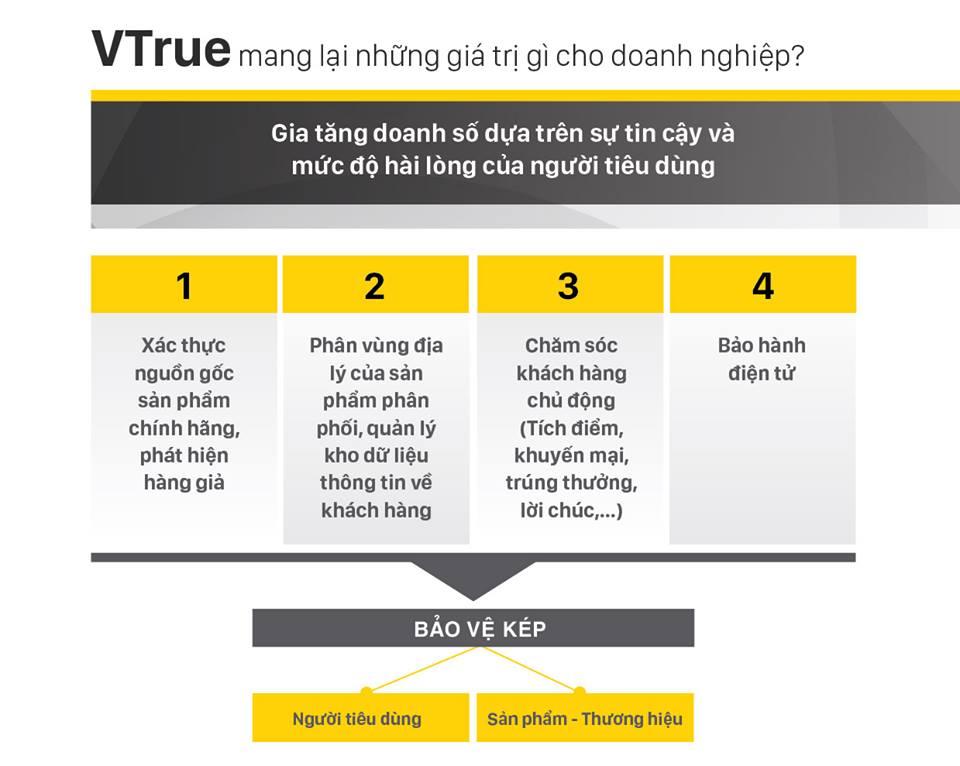 VTrue mang lại những giá trị gì cho doanh nghiệp?
Gia tăng doanh số dựa trên sự tin cậy và
mức độ hài lòng của người tiêu dùng
1
Xác thực
nguồn gốc
sản phẩm
chính hãng,
phát hiện
hàng giả
2
Phân vùng địa
lý của sản
phẩm phân
phối, quản lý
kho dữ liệu
thông tin về
khách hàng
3
Chăm sóc
khách hàng
chủ động
(Tích điểm,
khuyến mại,
trúng thưởng,
lời chúc,...)
4
Bảo hành
điện tử
BẢO VỆ KÉP
Người tiêu dùng
Sản phẩm - Thương hiệu